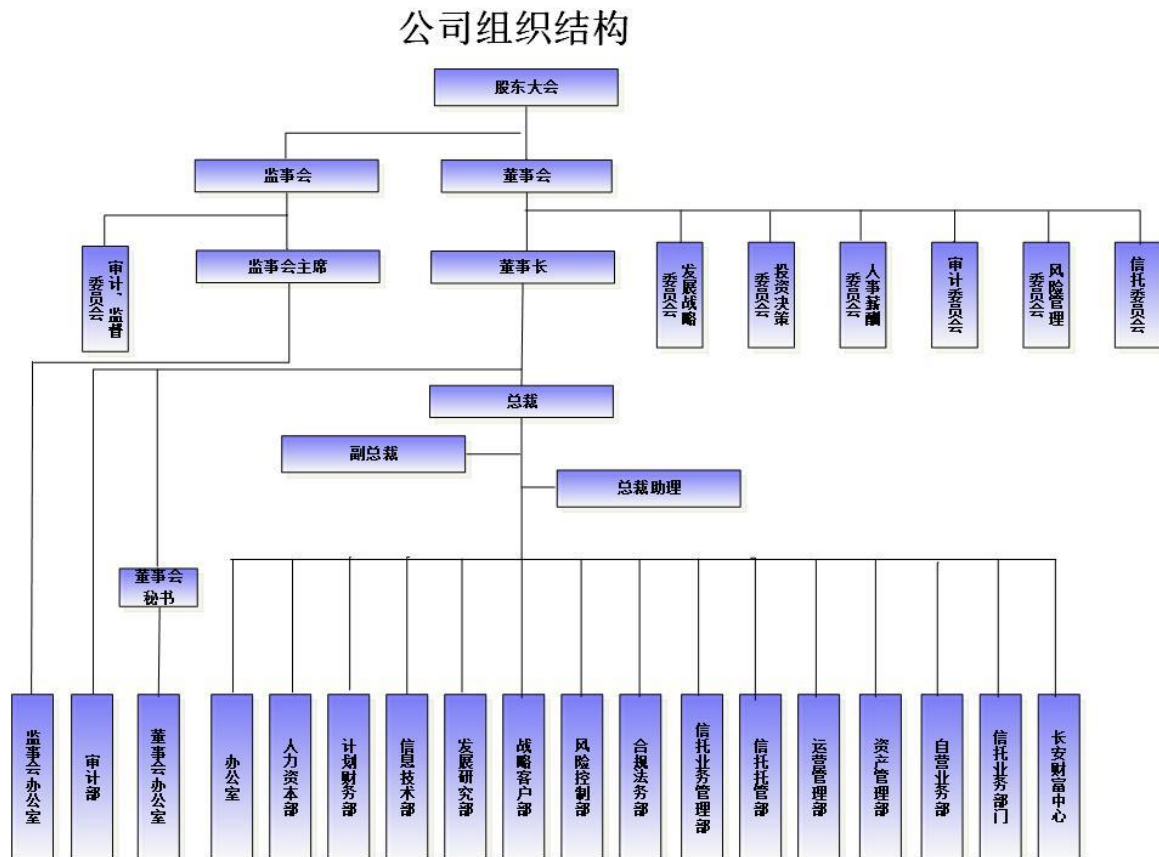 公司组织结构
股东大会
监事会
董事会
审计、监督
委员会
监事会主席
董事长
发展战略
委员会
投资决策
委员会
人事薪酬
委员会
审计委员会
风险管理
委员会
信托委员会
总裁
副总裁
总裁助理
董事会
秘书
监事会办公室
审计部
董事会办公室
办公室
人力资本部
计划财务部
信息技术部
发展研究部
战略客户部
风险控制部
合规法务部
信托业务管理部
信托托管部
运营管理部
资产管理部
自营业务部
信托业务部门
长安财富中心